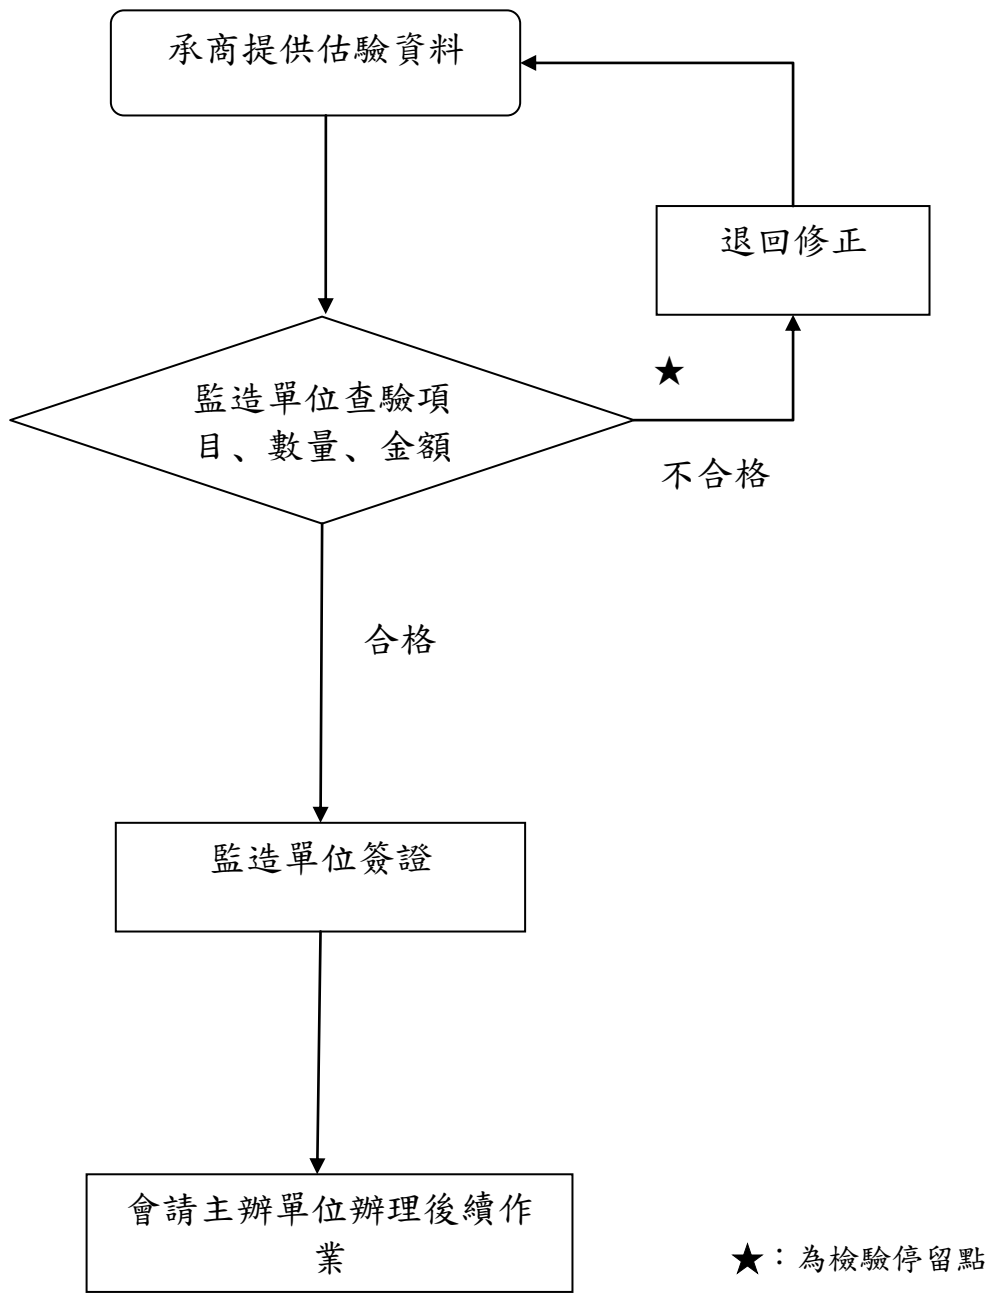 承商提供估驗資料
退回修正
★
監造單位查驗項
目、數量、金額
不合格
合格
監造單位簽證
會請主辦單位辦理後續作
業
★：為檢驗停留點